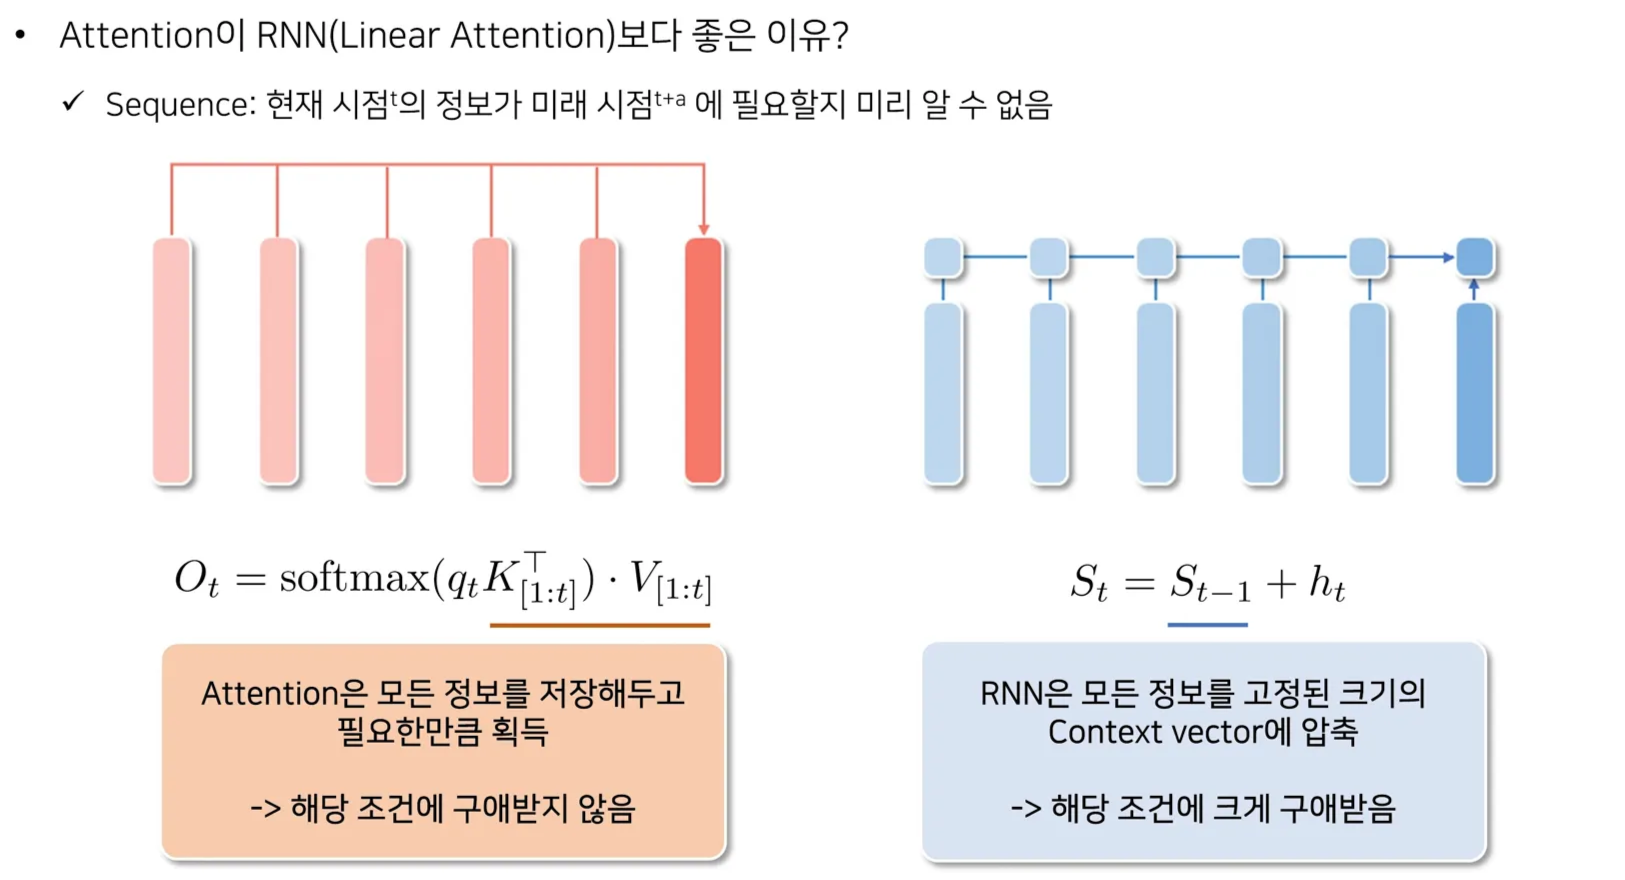 • Attention이 RNN(Linear Attention)보다 좋은 이유?
✓ Sequence: 현재 시점ᵗ의 정보가 미래 시점ᵗ⁺ᵃ 에 필요할지 미리 알 수 없음
$O_t = \text{softmax}(q_t K_{[1:t]}^\top) \cdot V_{[1:t]}$
Attention은 모든 정보를 저장해두고
필요한만큼 획득
-> 해당 조건에 구애받지 않음
$S_t = S_{t-1} + h_t$
RNN은 모든 정보를 고정된 크기의
Context vector에 압축
-> 해당 조건에 크게 구애받음